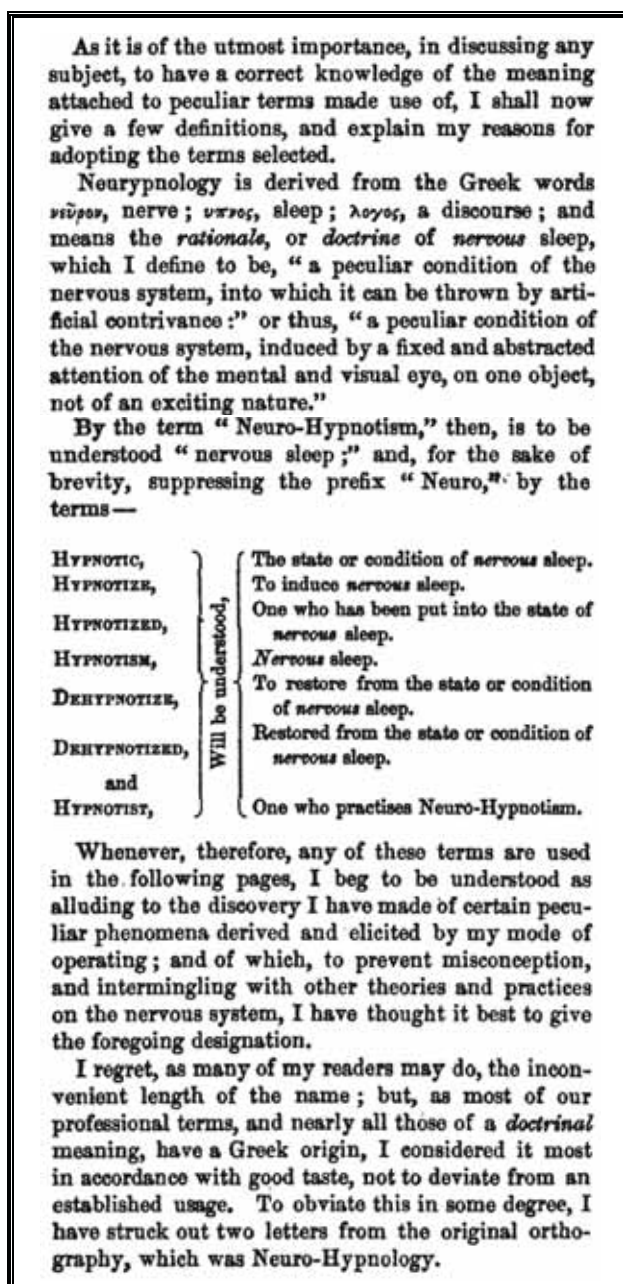 As it is of the utmost importance, in discussing any
subject, to have a correct knowledge of the meaning
attached to peculiar terms made use of, I shall now
give a few definitions, and explain my reasons for
adopting the terms selected.
Neurypnology is derived from the Greek words
νεῦρον, nerve; υπνος, sleep; λογος, a discourse; and
means the rationale, or doctrine of nervous sleep,
which I define to be, “a peculiar condition of the
nervous system, into which it can be thrown by arti-
ficial contrivance:” or thus, “a peculiar condition of
the nervous system, induced by a fixed and abstracted
attention of the mental and visual eye, on one object,
not of an exciting nature.”
By the term “Neuro-Hypnotism,” then, is to be
understood “nervous sleep;” and, for the sake of
brevity, suppressing the prefix “Neuro,” by the
terms—
HYPNOTIC,
HYPNOTIZE,
HYPNOTIZED,
HYPNOTISM,
DEHYPNOTIZE,
DEHYPNOTIZED,
and
HYPNOTIST,
Will be understood,
The state or condition of nervous sleep.
To induce nervous sleep.
One who has been put into the state of
nervous sleep.
Nervous sleep.
To restore from the state or condition
of nervous sleep.
Restored from the state or condition of
nervous sleep.
One who practises Neuro-Hypnotism.
Whenever, therefore, any of these terms are used
in the following pages, I beg to be understood as
alluding to the discovery I have made of certain pecu-
liar phenomena derived and elicited by my mode of
operating; and of which, to prevent misconception,
and intermingling with other theories and practices
on the nervous system, I have thought it best to give
the foregoing designation.
I regret, as many of my readers may do, the incon-
venient length of the name; but, as most of our
professional terms, and nearly all those of a doctrinal
meaning, have a Greek origin, I considered it most
in accordance with good taste, not to deviate from an
established usage. To obviate this in some degree, I
have struck out two letters from the original ortho-
graphy, which was Neuro-Hypnology.